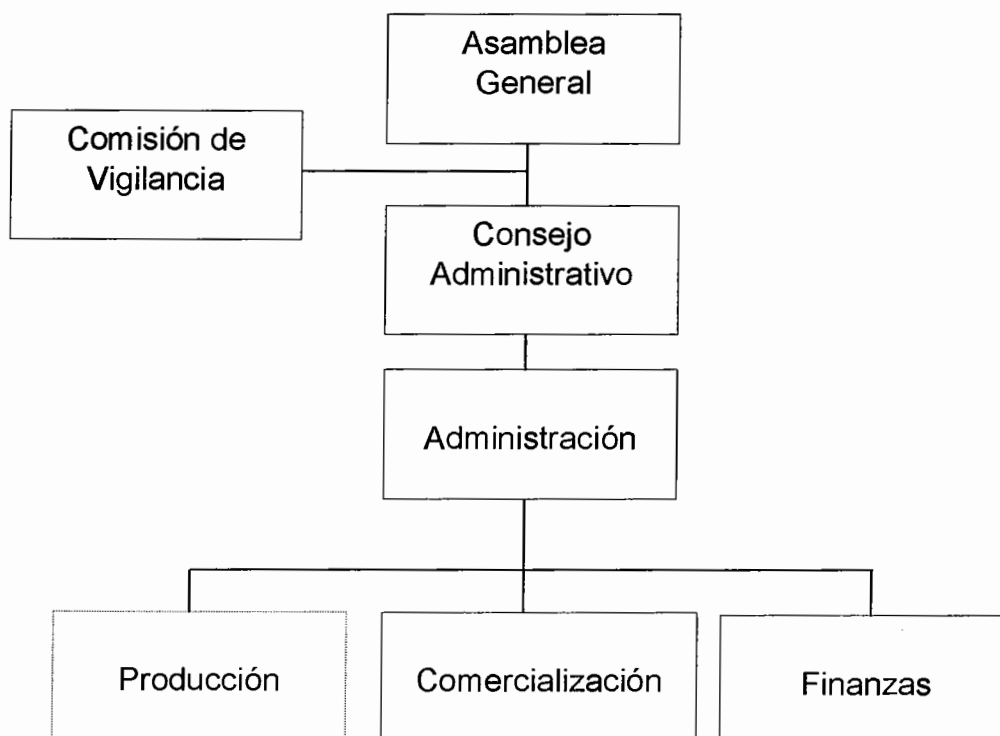 Asamblea
General
Comisión de
Vigilancia
Consejo
Administrativo
Administración
Producción
Comercialización
Finanzas